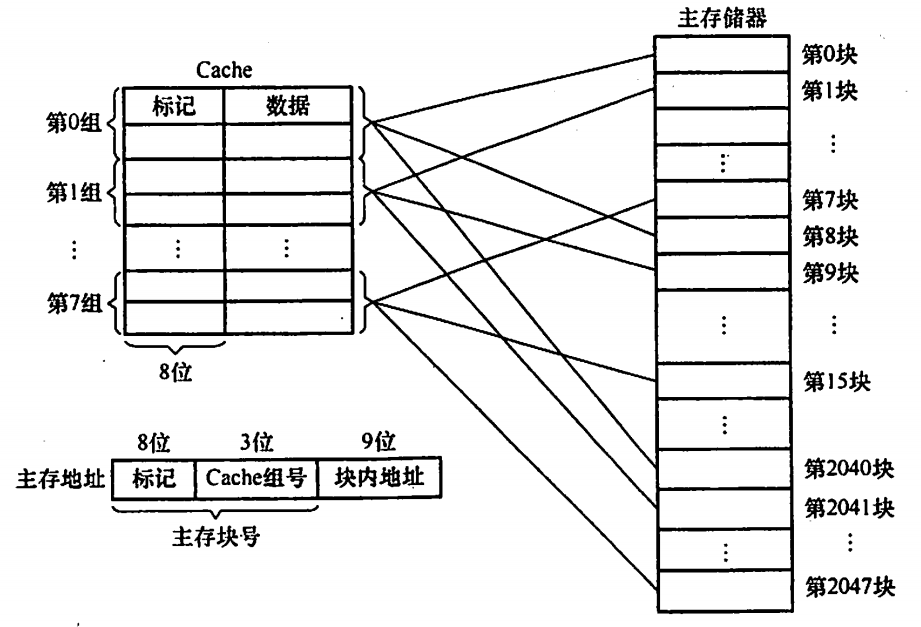 主存储器
Cache
标记 数据
第0组
第1组
⋮ ⋮ ⋮
第7组
8位
第0块
第1块
⋮
⋮
第7块
第8块
第9块
⋮ ⋮
第15块
⋮
第2040块
第2041块
⋮ ⋮
第2047块
8位 3位 9位
主存地址 标记 Cache组号 块内地址
主存块号